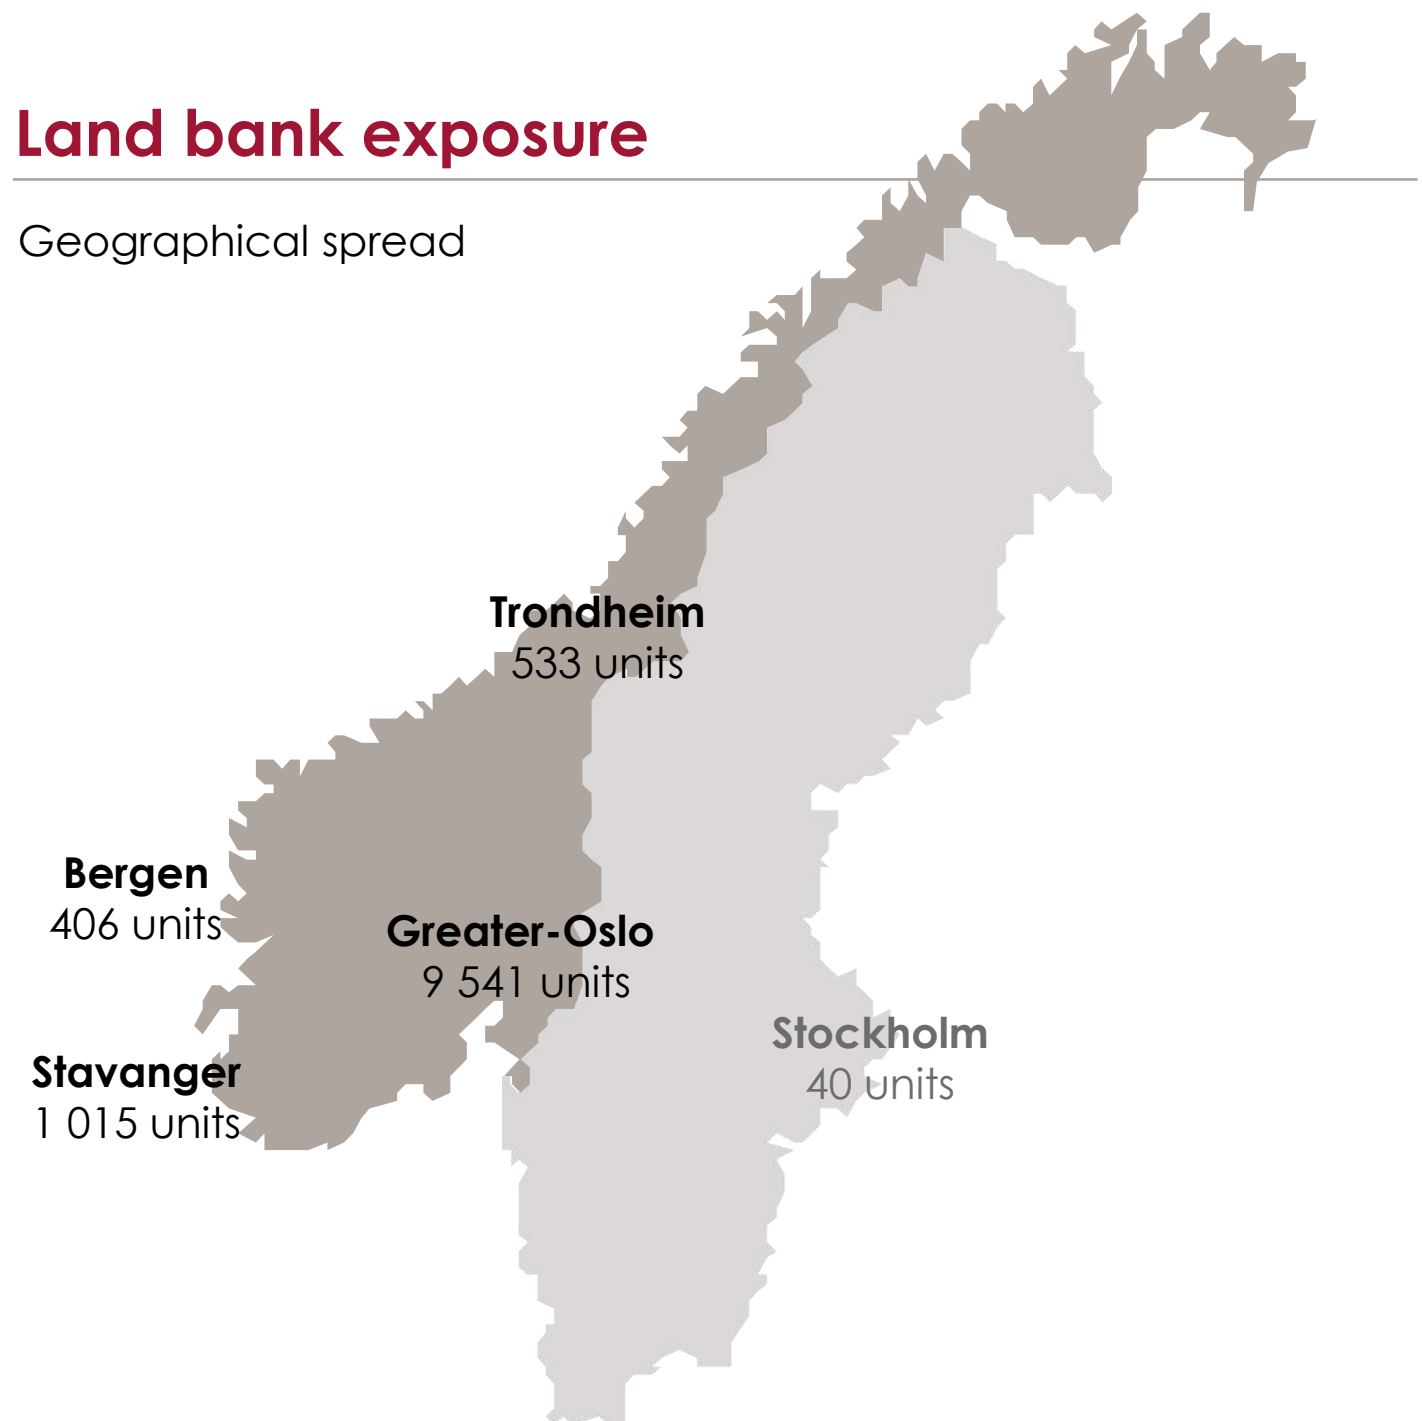 Land bank exposure
Geographical spread
Trondheim
533 units
Bergen
406 units
Greater-Oslo
9 541 units
Stockholm
40 units
Stavanger
1 015 units